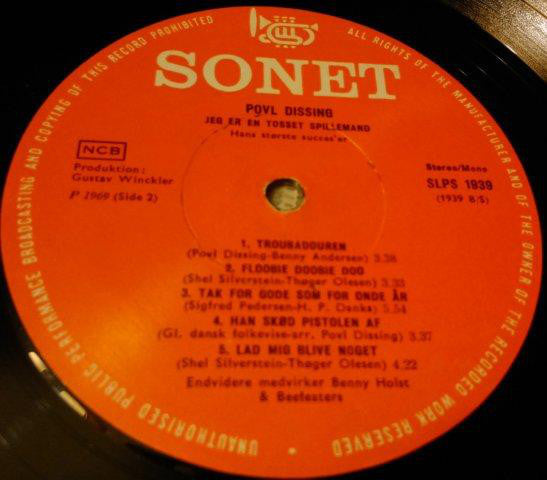 UNAUTHORISED PUBLIC PERFORMANCE BROADCASTING AND COPYING OF THIS RECORD PROHIBITED
ALL RIGHTS OF THE MANUFACTURER AND OF THE OWNER OF THE RECORDED WORK RESERVED
SONET
POVL DISSING
JEG ER EN TOSSET SPILLEMAND
Hans største succes'er
NCB
Produktion:
Gustav Winckler
P 1969 (Side 2)
Stereo/Mono
SLPS 1939
(1939 B/S)
1. TROUBADOUREN
(Povl Dissing-Benny Andersen) 3.38
2. FLOOBIE DOOBIE DOO
(Shel Silverstein-Thøger Olesen) 3.33
3. TAK FOR GODE SOM FOR ONDE ÅR
(Sigfred Pedersen-H. P. Danks) 5.54
4. HAN SKØD PISTOLEN AF
(Gl. dansk folkevise-arr. Povl Dissing) 3.37
5. LAD MIG BLIVE NOGET
(Shel Silverstein-Thøger Olesen) 4.22
Endvidere medvirker Benny Holst
& Beefeaters